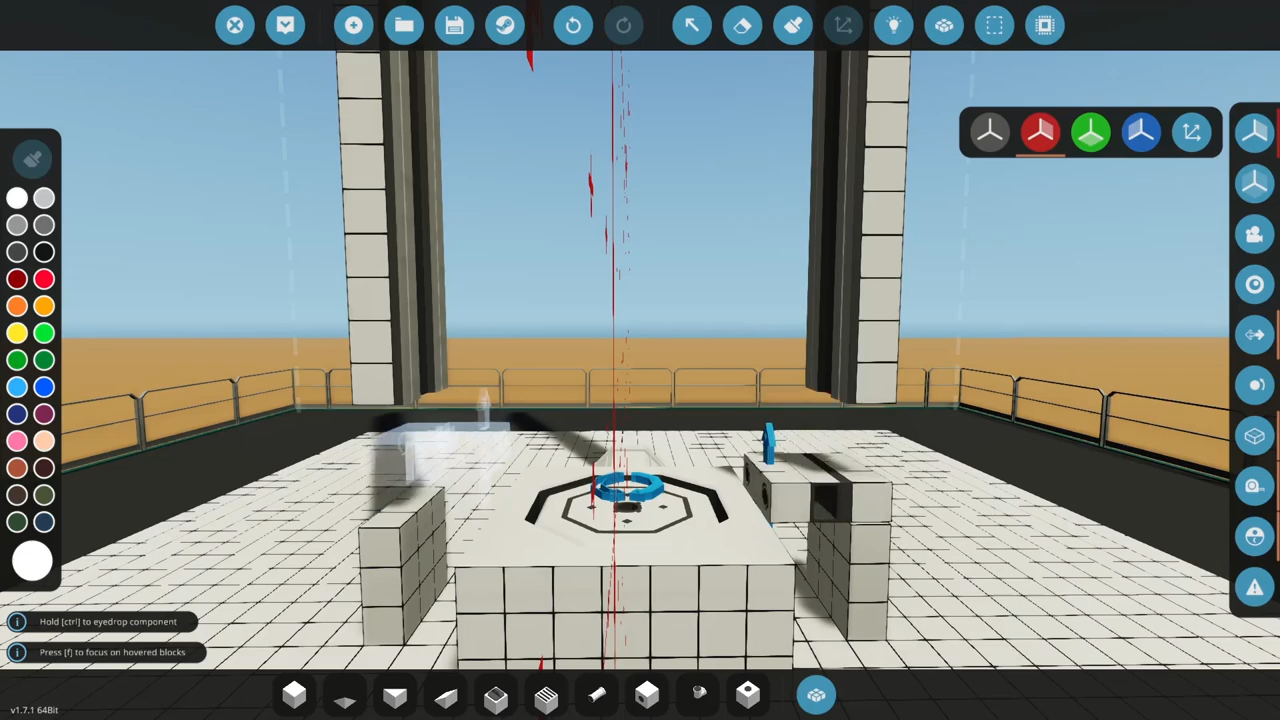 Hold [ctrl] to eyedrop component
Press [f] to focus on hovered blocks
v1.7.1 64Bit